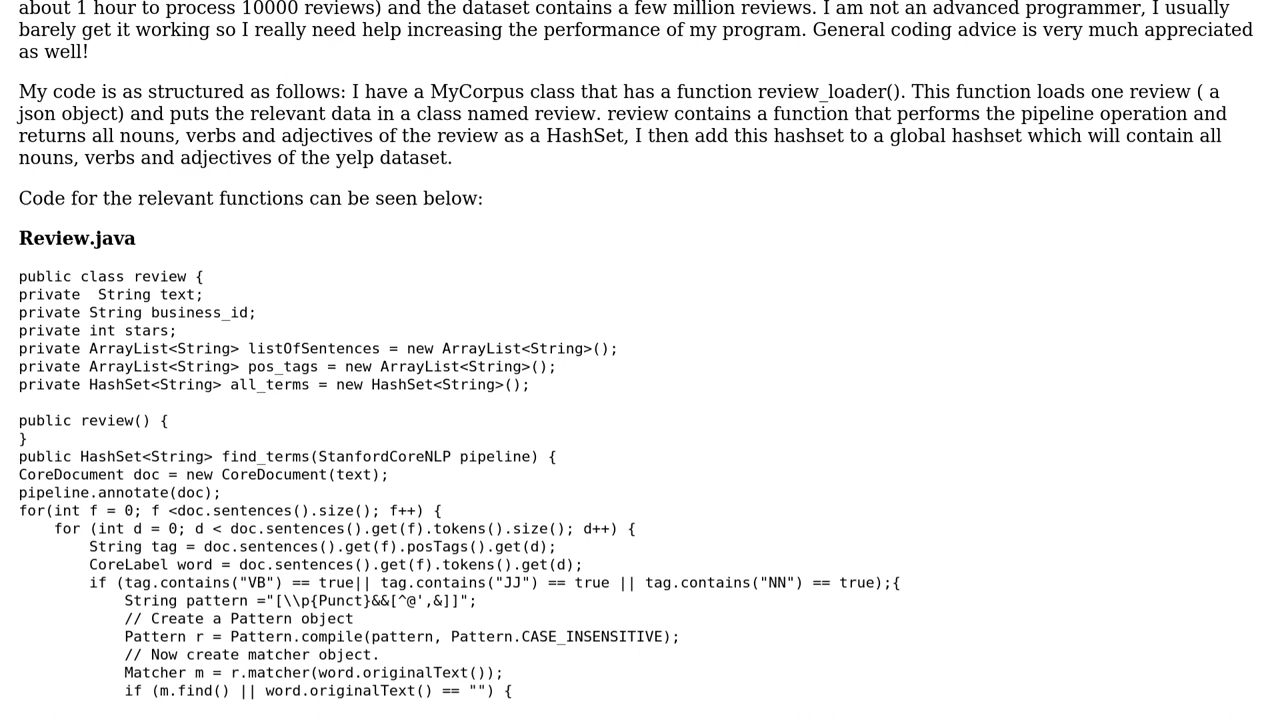 about 1 hour to process 10000 reviews) and the dataset contains a few million reviews. I am not an advanced programmer, I usually
barely get it working so I really need help increasing the performance of my program. General coding advice is very much appreciated
as well!
My code is as structured as follows: I have a MyCorpus class that has a function review_loader(). This function loads one review ( a
json object) and puts the relevant data in a class named review. review contains a function that performs the pipeline operation and
returns all nouns, verbs and adjectives of the review as a HashSet, I then add this hashset to a global hashset which will contain all
nouns, verbs and adjectives of the yelp dataset.
Code for the relevant functions can be seen below:
Review.java
public class review {
private  String text;
private String business_id;
private int stars;
private ArrayList<String> listOfSentences = new ArrayList<String>();
private ArrayList<String> pos_tags = new ArrayList<String>();
private HashSet<String> all_terms = new HashSet<String>();
public review() {
}
public HashSet<String> find_terms(StanfordCoreNLP pipeline) {
CoreDocument doc = new CoreDocument(text);
pipeline.annotate(doc);
for(int f = 0; f <doc.sentences().size(); f++) {
    for (int d = 0; d < doc.sentences().get(f).tokens().size(); d++) {
        String tag = doc.sentences().get(f).posTags().get(d);
        CoreLabel word = doc.sentences().get(f).tokens().get(d);
        if (tag.contains("VB") == true|| tag.contains("JJ") == true || tag.contains("NN") == true);{
            String pattern ="[\\p{Punct}&&[^@',&]]";
            // Create a Pattern object
            Pattern r = Pattern.compile(pattern, Pattern.CASE_INSENSITIVE);
            // Now create matcher object.
            Matcher m = r.matcher(word.originalText());
            if (m.find() || word.originalText() == "") {